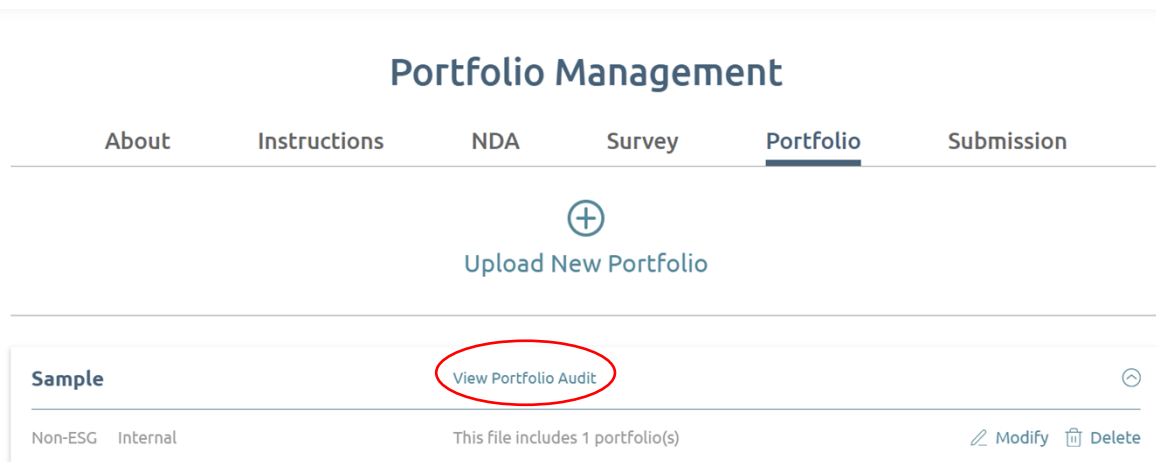 Portfolio Management
About Instructions NDA Survey Portfolio Submission
Upload New Portfolio
Sample View Portfolio Audit
Non-ESG Internal This file includes 1 portfolio(s) Modify Delete